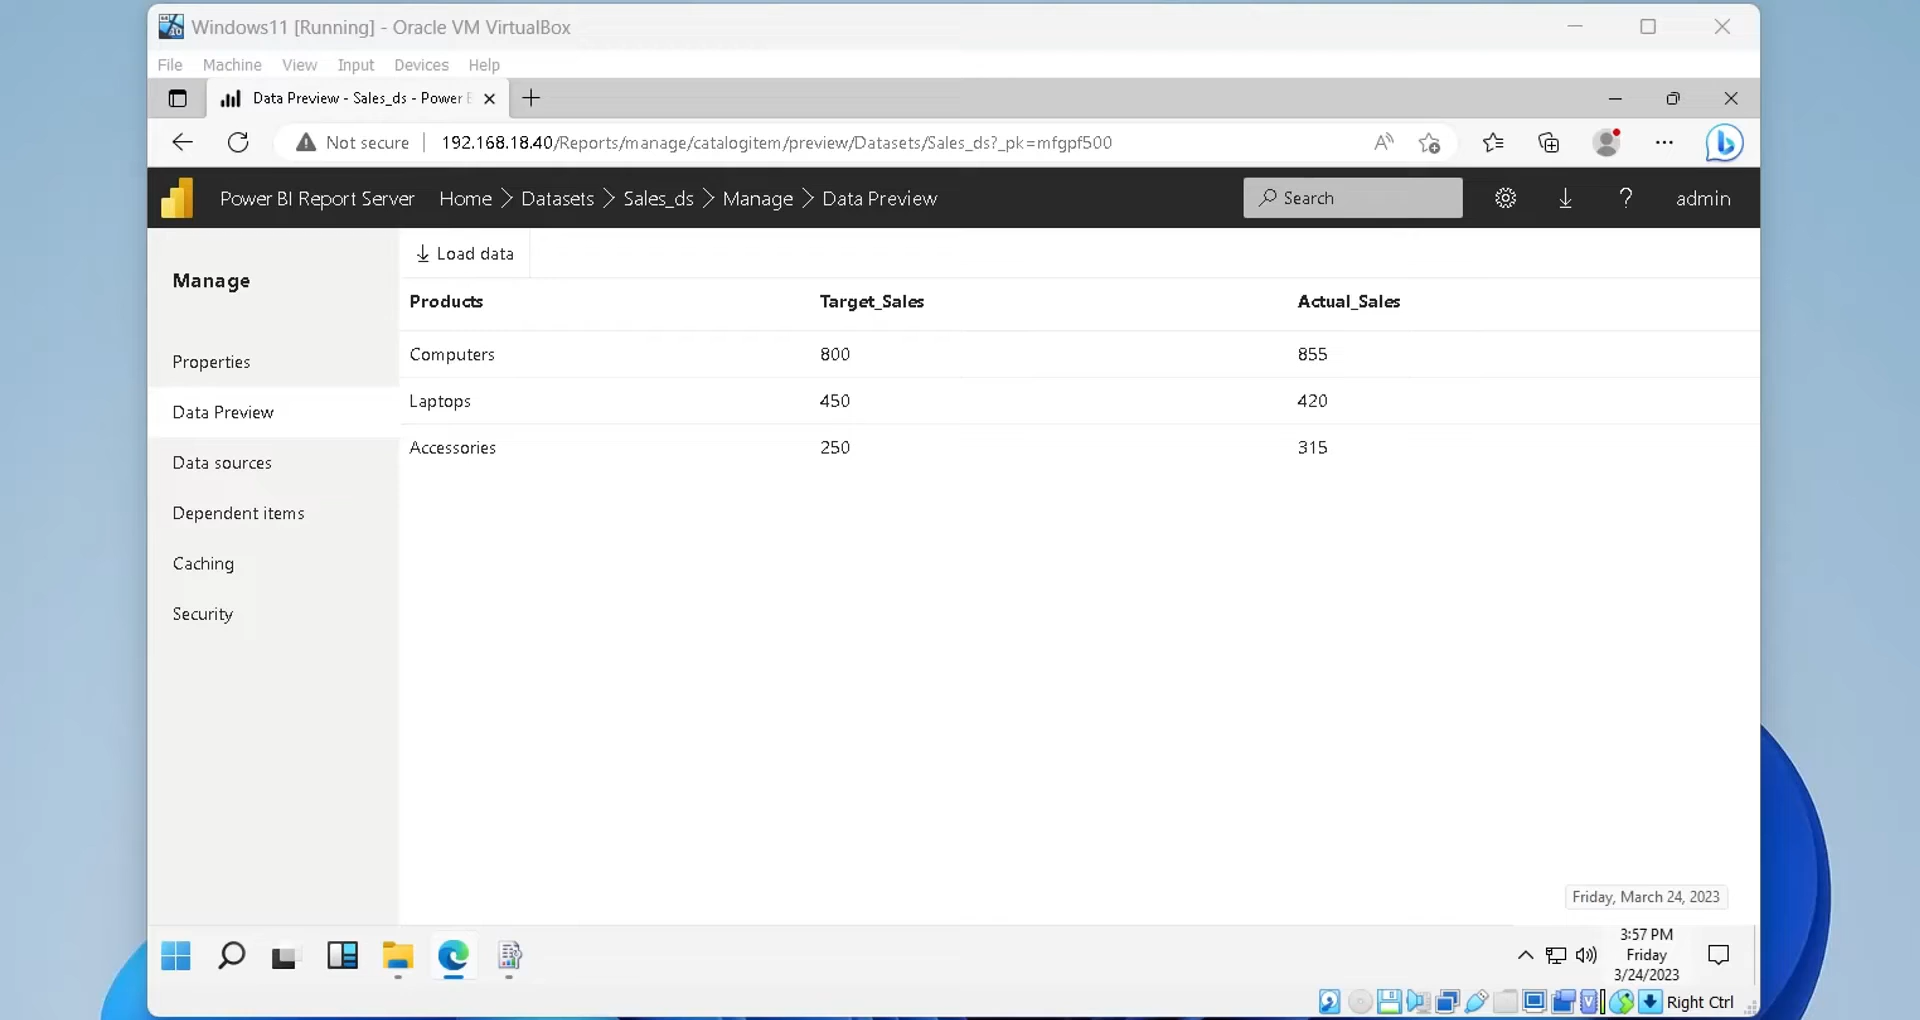 Windows11 [Running] - Oracle VM VirtualBox
File Machine View Input Devices Help
Data Preview - Sales_ds - Power
Not secure 192.168.18.40/Reports/manage/catalogitem/preview/Datasets/Sales_ds?_pk=mfgpf500
Power BI Report Server Home > Datasets > Sales_ds > Manage > Data Preview Search ? admin
Load data
Manage
Properties
Data Preview
Data sources
Dependent items
Caching
Security
Products Target_Sales Actual_Sales
Computers 800 855
Laptops 450 420
Accessories 250 315
Friday, March 24, 2023
3:57 PM
Friday
3/24/2023
Right Ctrl